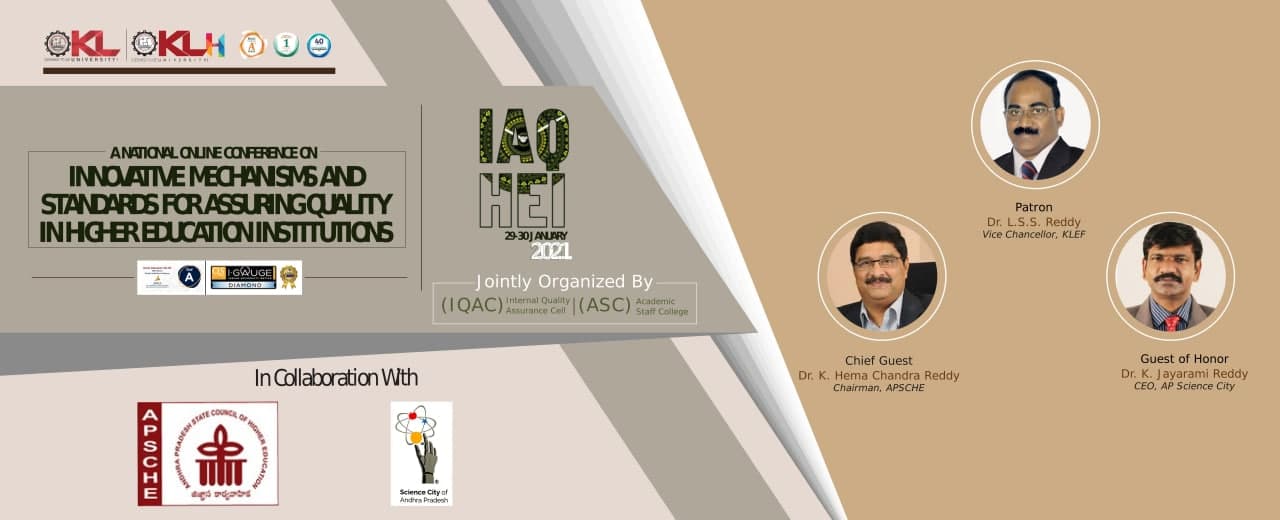 KL
UNIVERSITY
KLH
A NATIONAL ONLINE CONFERENCE ON
INNOVATIVE MECHANISMS AND
STANDARDS FOR ASSURING QUALITY
IN HIGHER EDUCATION INSTITUTIONS
A
I·GAUGE
DIAMOND
IAQ
HEI
29-30 JANUARY
2021
Jointly Organized By
(IQAC) Internal Quality Assurance Cell | (ASC) Academic Staff College
In Collaboration With
APSCHE
ANDHRA PRADESH STATE COUNCIL OF HIGHER EDUCATION
Science City of
Andhra Pradesh
Patron
Dr. L.S.S. Reddy
Vice Chancellor, KLEF
Chief Guest
Dr. K. Hema Chandra Reddy
Chairman, APSCHE
Guest of Honor
Dr. K. Jayarami Reddy
CEO, AP Science City